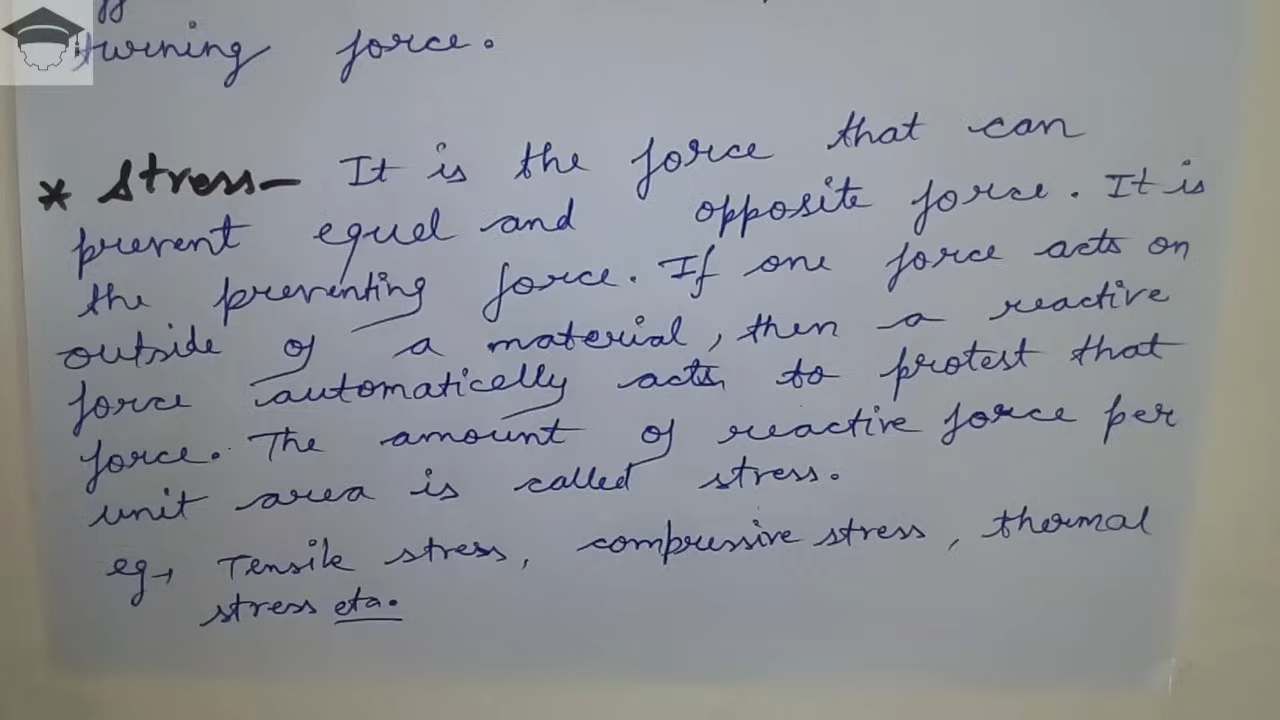 turning force.
* Stress- It is the force that can
prevent equel and opposite force. It is
the preventing force. If one force acts on
outside of a material, then a reactive
force automaticelly acts to protest that
force. The amount of reactive force per
unit area is called stress.
eg→ Tensile stress, compressive stress, thermal
stress etc.